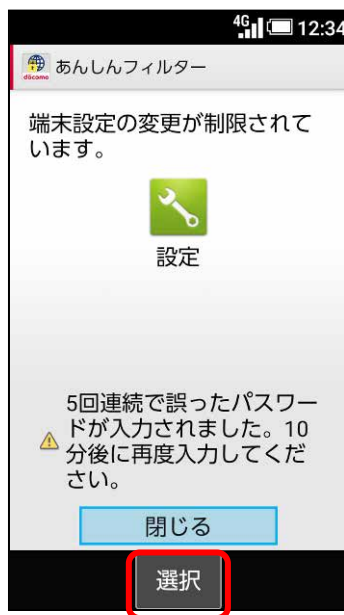 4G 12:34
docomo
あんしんフィルター
端末設定の変更が制限されて
います。
設定
5回連続で誤ったパスワー
ドが入力されました。10
分後に再度入力してくだ
さい。
閉じる
選択